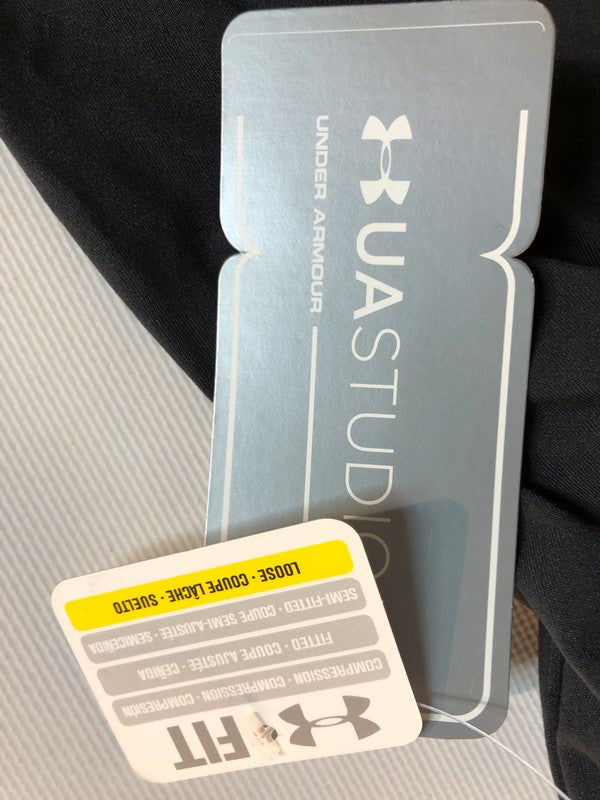 UA STUDIO
UNDER ARMOUR
FIT
COMPRESSION · COMPRESSION · COMPRESIÓN
FITTED · COUPE AJUSTÉE · CEÑIDA
SEMI-FITTED · COUPE SEMI-AJUSTÉE · SEMICEÑIDA
LOOSE · COUPE LÂCHE · SUELTO